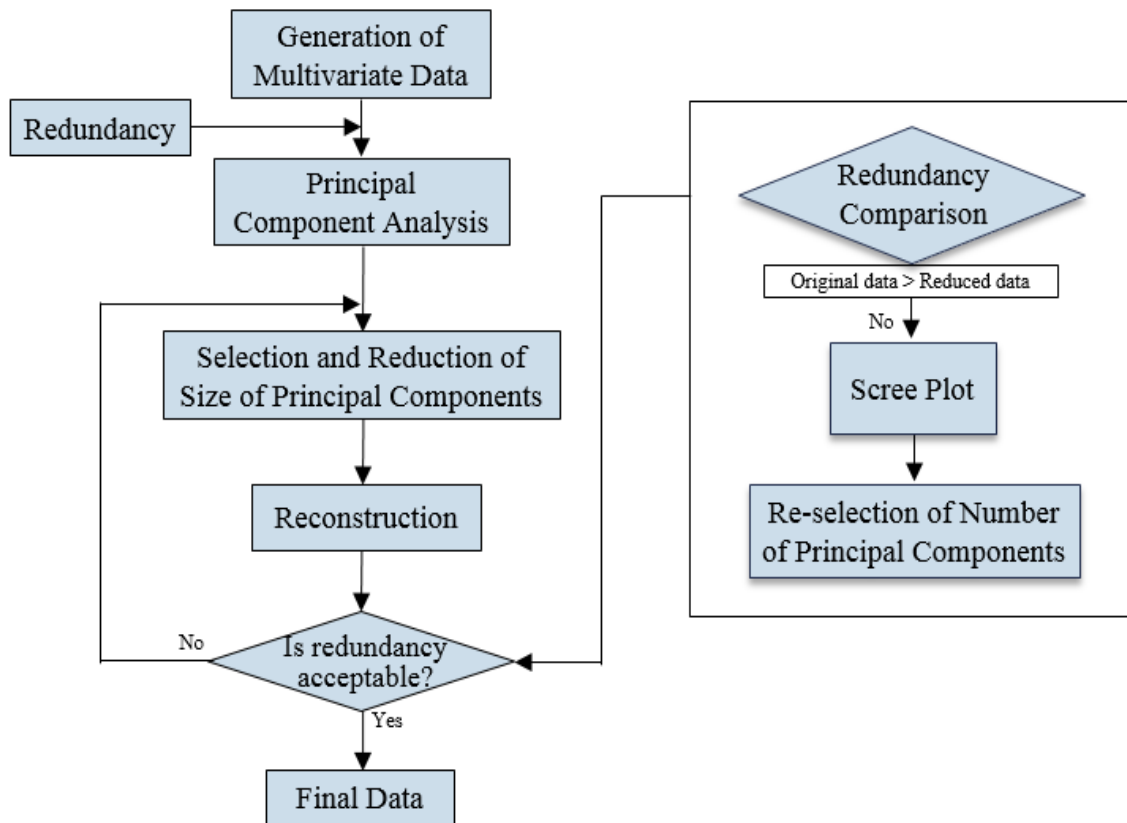 Generation of
Multivariate Data
Redundancy
Principal
Component Analysis
Selection and Reduction of
Size of Principal Components
Reconstruction
No
Is redundancy
acceptable?
Yes
Final Data
Redundancy
Comparison
Original data > Reduced data
No
Scree Plot
Re-selection of Number
of Principal Components